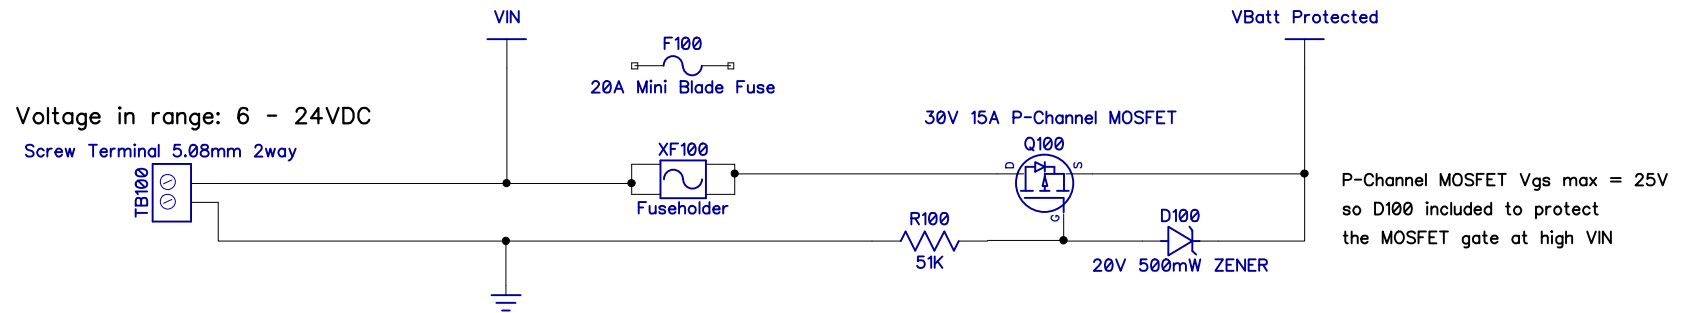 VIN
VBatt Protected
F100
20A Mini Blade Fuse
Voltage in range: 6 - 24VDC
Screw Terminal 5.08mm 2way
TB100
XF100
Fuseholder
30V 15A P-Channel MOSFET
Q100
D
S
G
R100
51K
D100
20V 500mW ZENER
P-Channel MOSFET Vgs max = 25V
so D100 included to protect
the MOSFET gate at high VIN